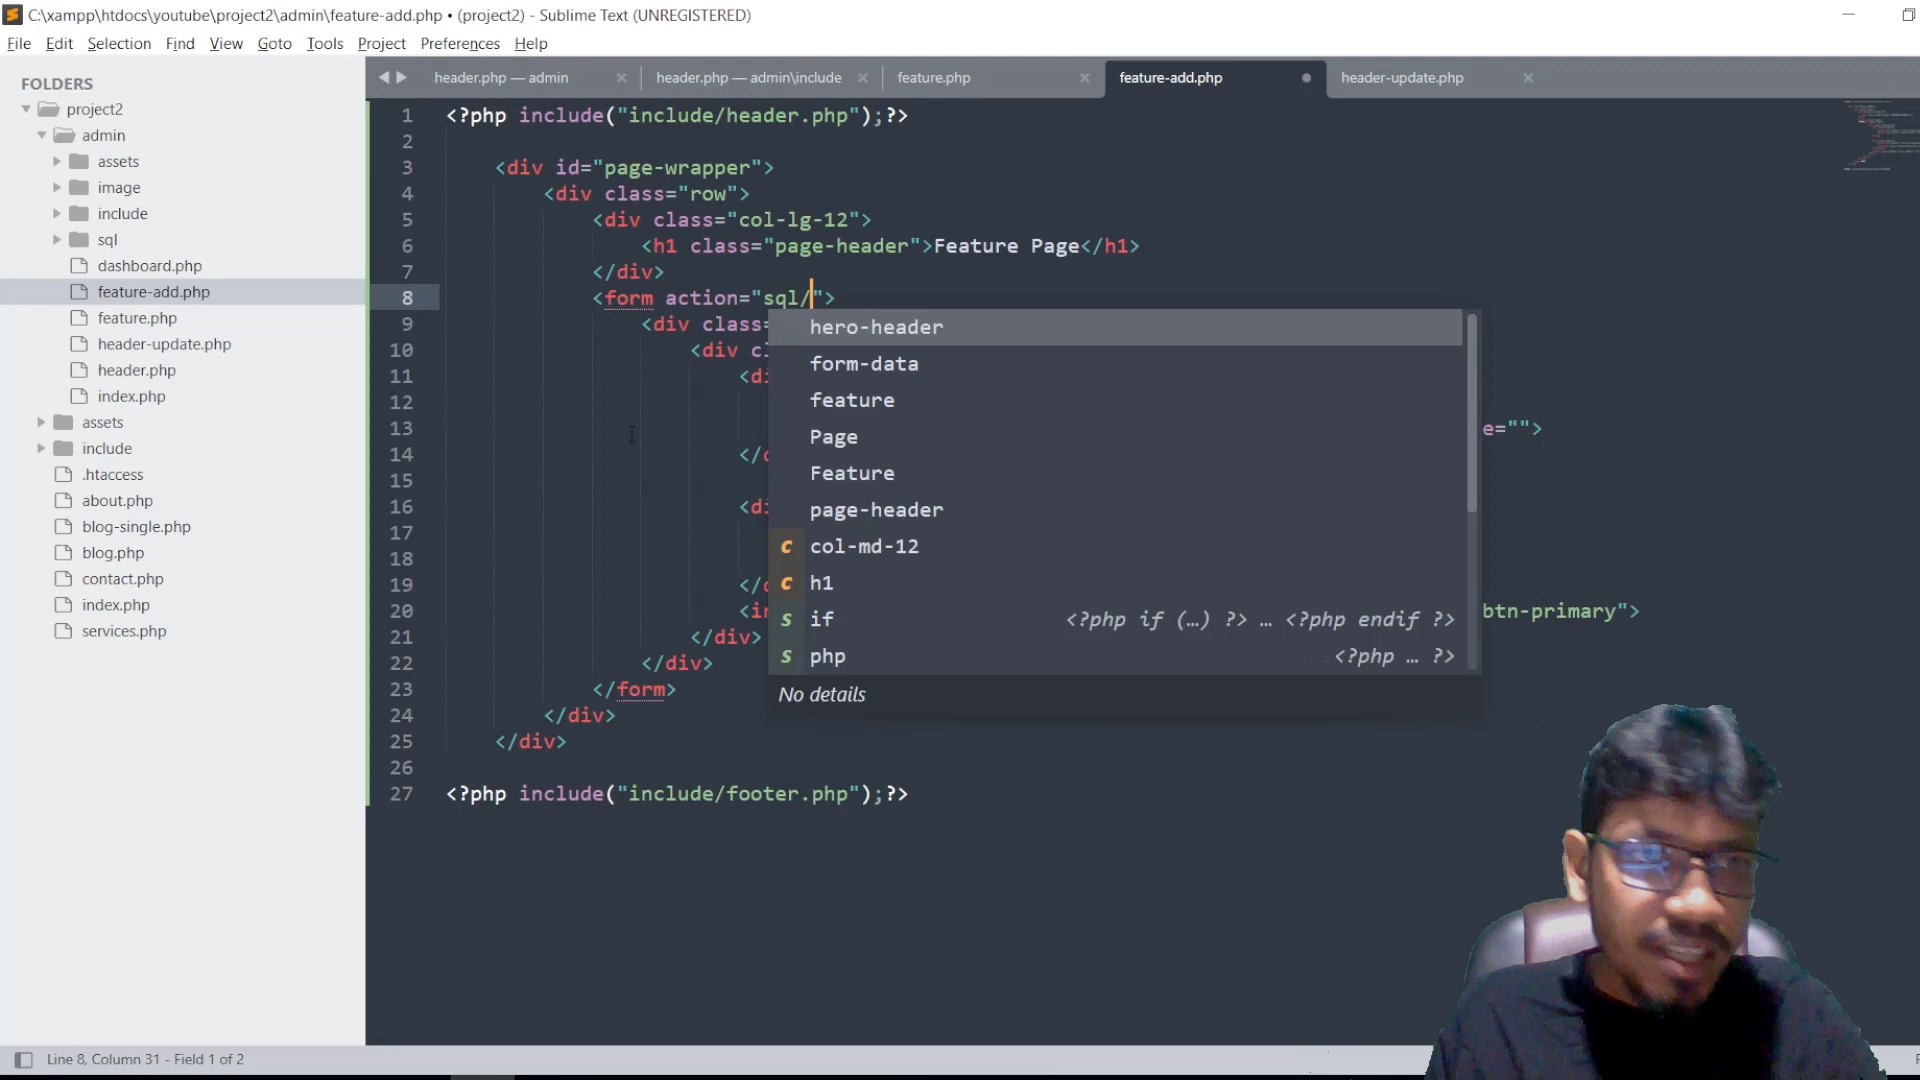 C:\xampp\htdocs\youtube\project2\admin\feature-add.php • (project2) - Sublime Text (UNREGISTERED)
File Edit Selection Find View Goto Tools Project Preferences Help
FOLDERS
project2
admin
assets
image
include
sql
dashboard.php
feature-add.php
feature.php
header-update.php
header.php
index.php
assets
include
.htaccess
about.php
blog-single.php
blog.php
contact.php
index.php
services.php
header.php — admin header.php — admin\include feature.php feature-add.php header-update.php
1 <?php include("include/header.php");?>
2
3 <div id="page-wrapper">
4 <div class="row">
5 <div class="col-lg-12">
6 <h1 class="page-header">Feature Page</h1>
7 </div>
8 <form action="sql/">
9 <div class=
10 <div c
11 <di
12
13 e="">
14 </
15
16 <di
17
18
19 </
20 <in btn-primary">
21 </div>
22 </div>
23 </form>
24 </div>
25 </div>
26
27 <?php include("include/footer.php");?>
hero-header
form-data
feature
Page
Feature
page-header
c col-md-12
c h1
s if <?php if (…) ?> … <?php endif ?>
s php <?php … ?>
No details
Line 8, Column 31 - Field 1 of 2